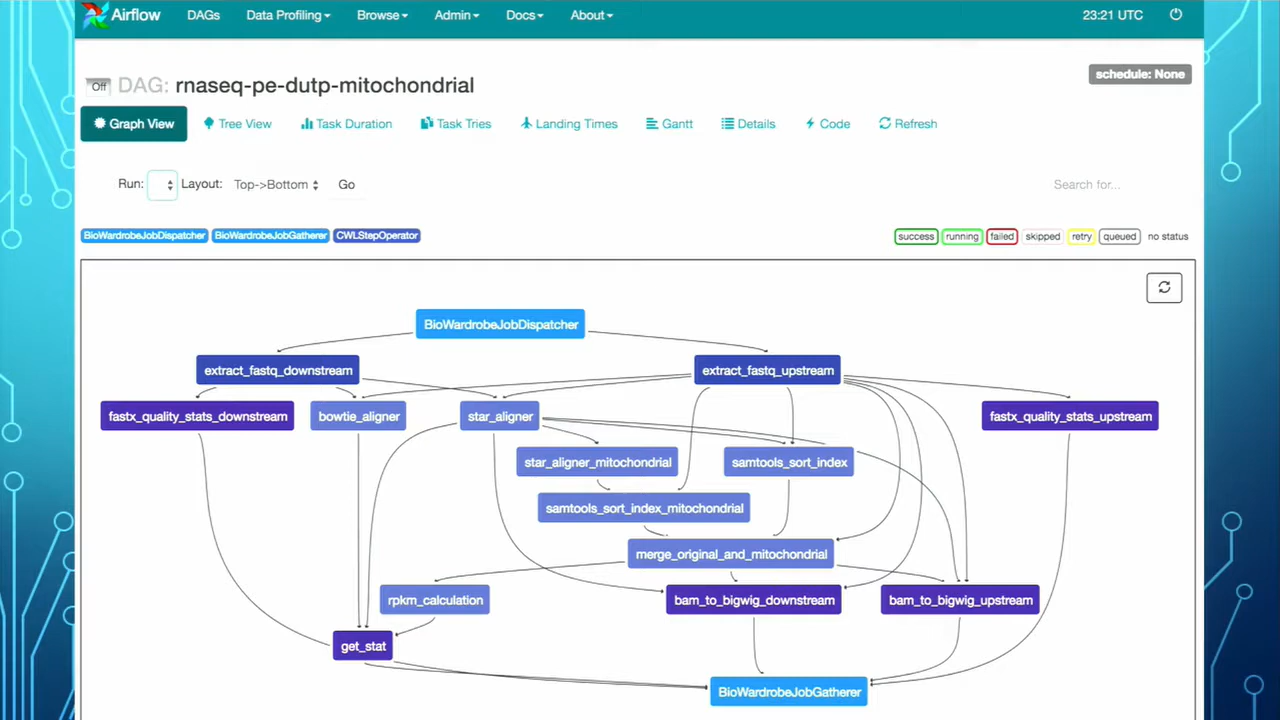 Airflow DAGs Data Profiling Browse Admin Docs About 23:21 UTC
Off DAG: rnaseq-pe-dutp-mitochondrial schedule: None
Graph View Tree View Task Duration Task Tries Landing Times Gantt Details Code Refresh
Run: Layout: Top->Bottom Go Search for...
BioWardrobeJobDispatcher BioWardrobeJobGatherer CWLStepOperator success running failed skipped retry queued no status
BioWardrobeJobDispatcher
extract_fastq_downstream extract_fastq_upstream
fastx_quality_stats_downstream bowtie_aligner star_aligner fastx_quality_stats_upstream
star_aligner_mitochondrial samtools_sort_index
samtools_sort_index_mitochondrial
merge_original_and_mitochondrial
rpkm_calculation bam_to_bigwig_downstream bam_to_bigwig_upstream
get_stat
BioWardrobeJobGatherer